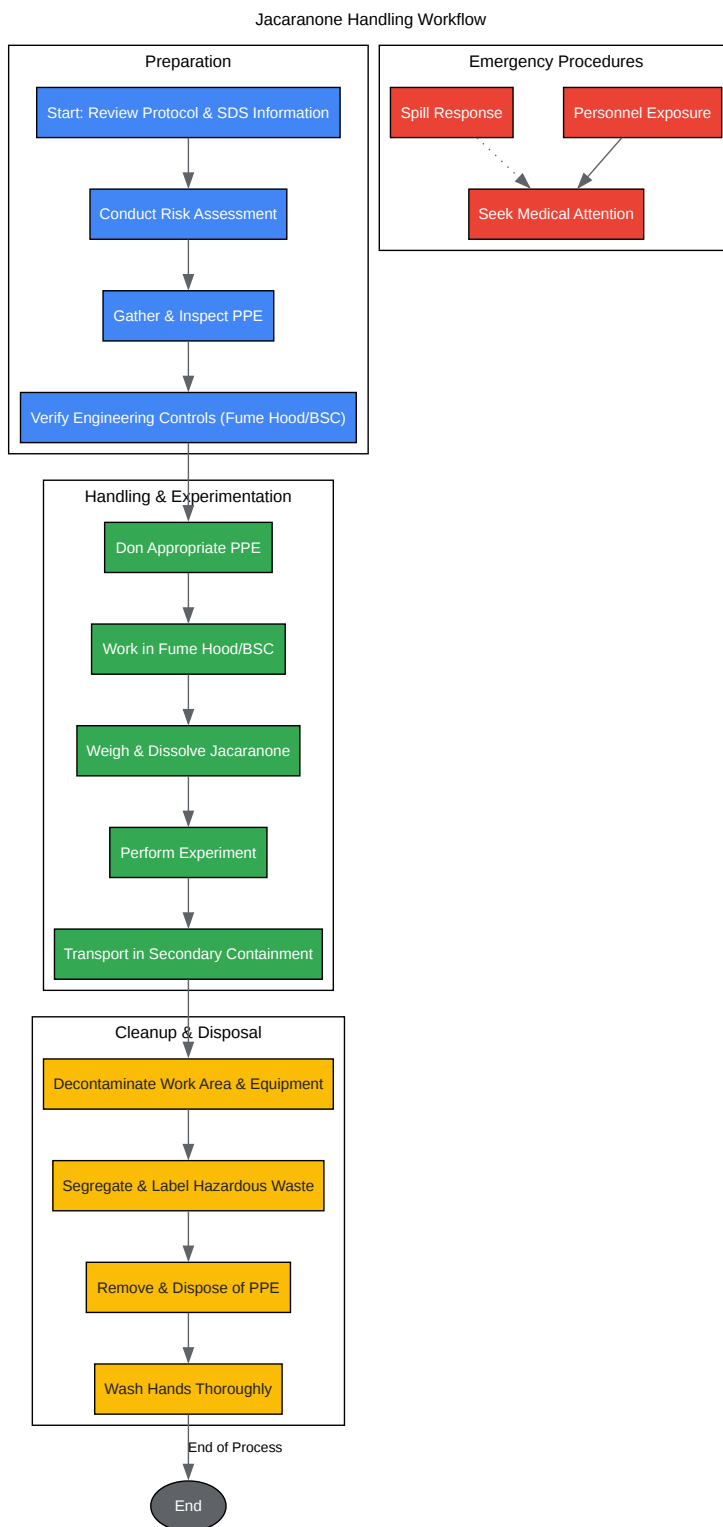 Jacaranone Handling Workflow
Preparation
Start: Review Protocol & SDS Information
Conduct Risk Assessment
Gather & Inspect PPE
Verify Engineering Controls (Fume Hood/BSC)
Emergency Procedures
Spill Response
Personnel Exposure
Seek Medical Attention
Handling & Experimentation
Don Appropriate PPE
Work in Fume Hood/BSC
Weigh & Dissolve Jacaranone
Perform Experiment
Transport in Secondary Containment
Cleanup & Disposal
Decontaminate Work Area & Equipment
Segregate & Label Hazardous Waste
Remove & Dispose of PPE
Wash Hands Thoroughly
End of Process
End